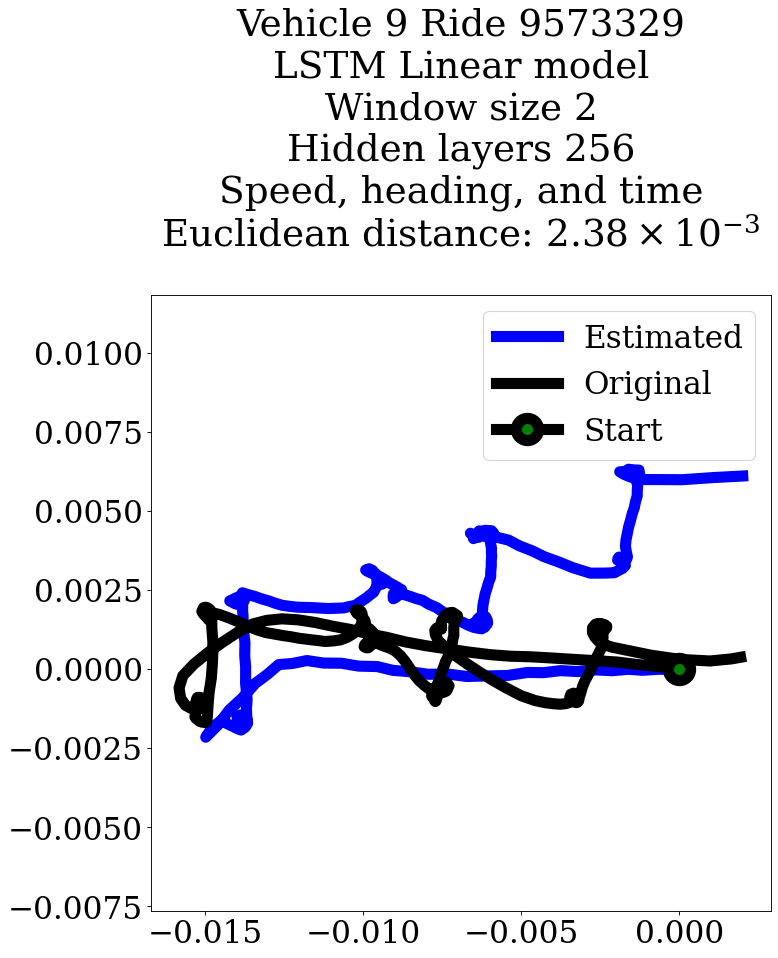 Vehicle 9 Ride 9573329
LSTM Linear model
Window size 2
Hidden layers 256
Speed, heading, and time
Euclidean distance: 2.38 × 10⁻³
Estimated
Original
Start
0.0100
0.0075
0.0050
0.0025
0.0000
−0.0025
−0.0050
−0.0075
−0.015 −0.010 −0.005 0.000